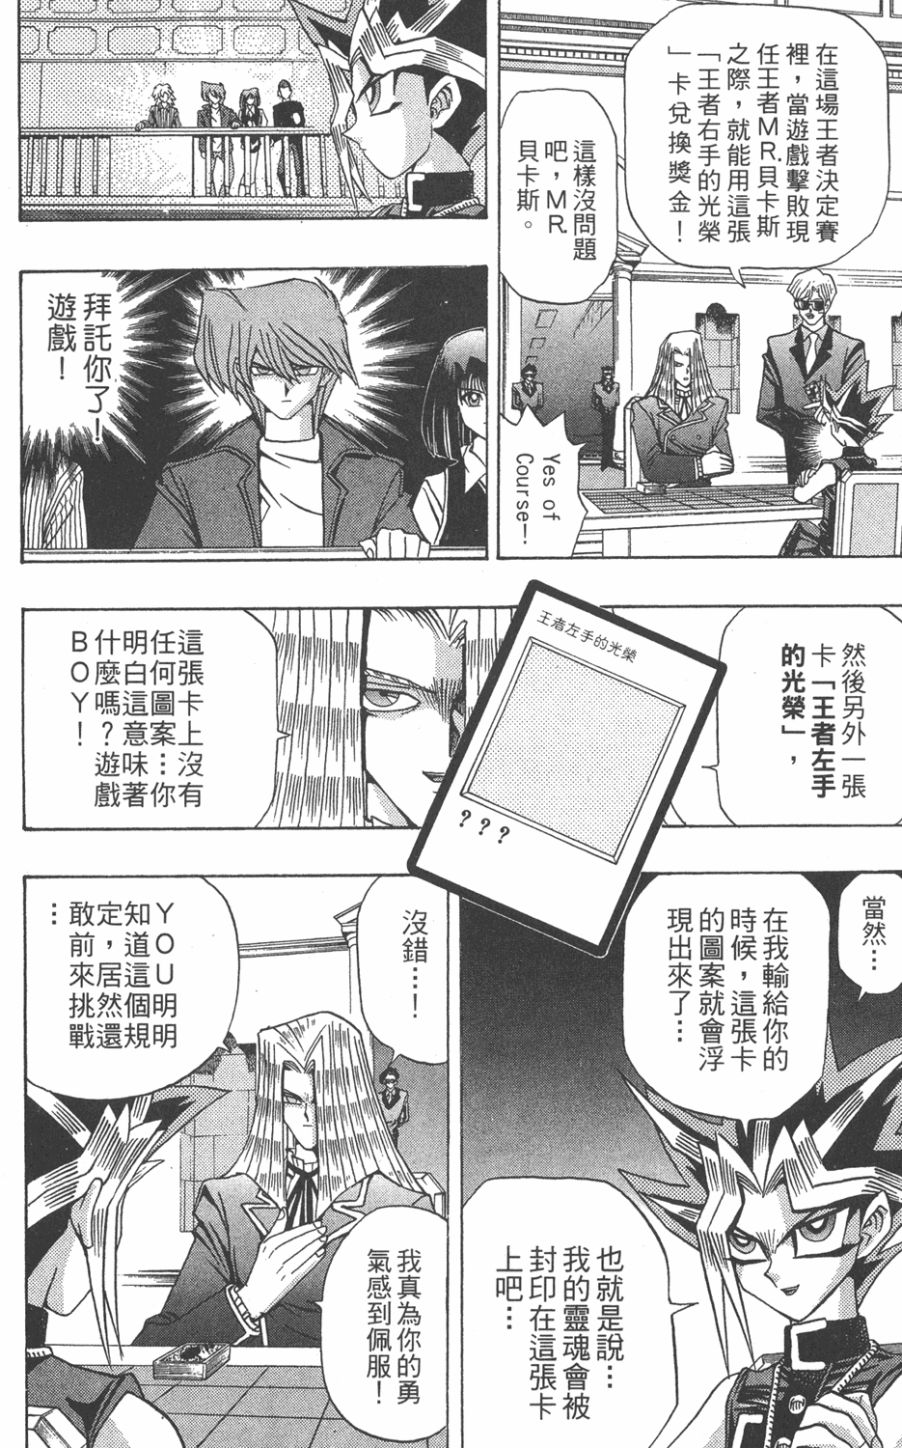 在這場王者決定賽
裡，當遊戲擊敗現
任王者MR.貝卡斯
之際，就能用這張
「王者右手的光榮
」卡兌換獎金！
這樣沒問題
吧，MR.
貝卡斯。
Yes of
Course—.
拜託你了！
遊戲！
然後另外一張
卡「王者左手
的光榮」，
王者左手的光榮
？？？
這張卡上沒有
任何圖案…你
明白這意味著
什麼嗎？遊戲
BOY！
當然…
在我輸給你的
時候，這張卡
的圖案就會浮
現出來了…
也就是說…
我的靈魂會被
封印在這張卡
上吧…
沒錯…！
YOU明明
知道這個規
定，居然還
敢前來挑戰
…
我真為你的勇
氣感到佩服！